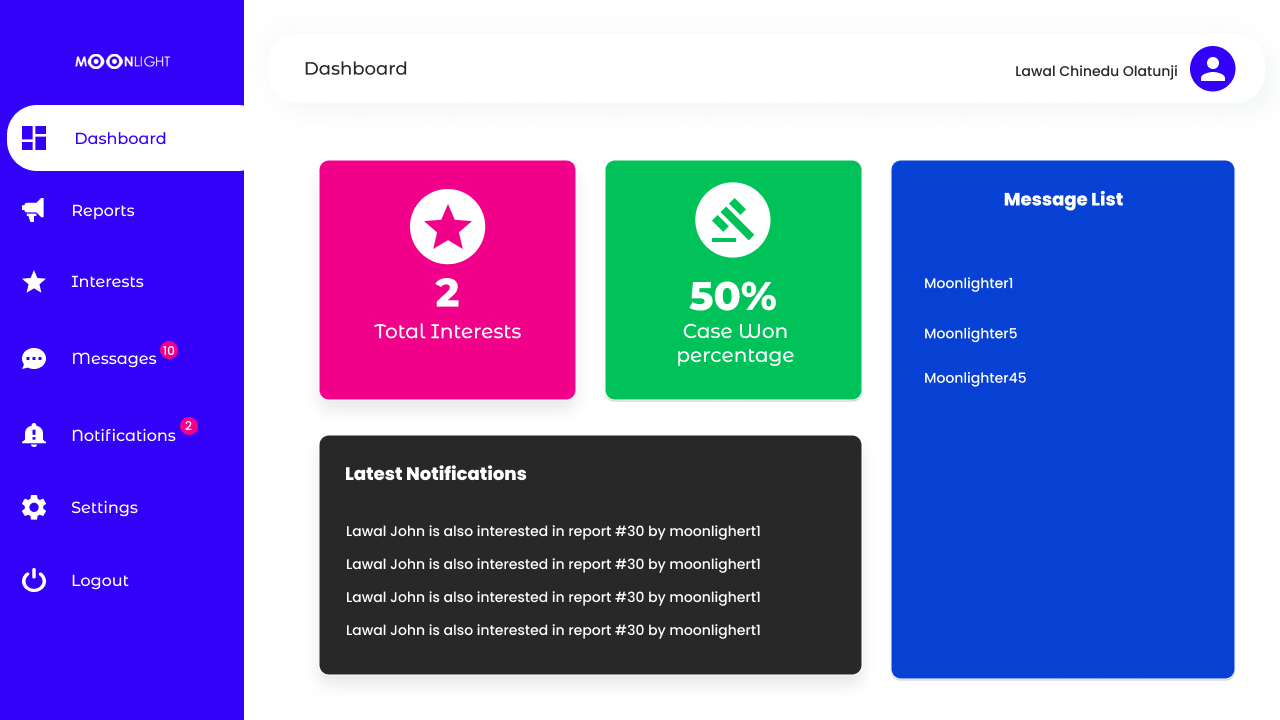 MOONLIGHT
Dashboard
Reports
Interests
Messages 10
Notifications 2
Settings
Logout
Dashboard
Lawal Chinedu Olatunji
2
Total Interests
50%
Case Won
percentage
Message List
Moonlighter1
Moonlighter5
Moonlighter45
Latest Notifications
Lawal John is also interested in report #30 by moonlighert1
Lawal John is also interested in report #30 by moonlighert1
Lawal John is also interested in report #30 by moonlighert1
Lawal John is also interested in report #30 by moonlighert1